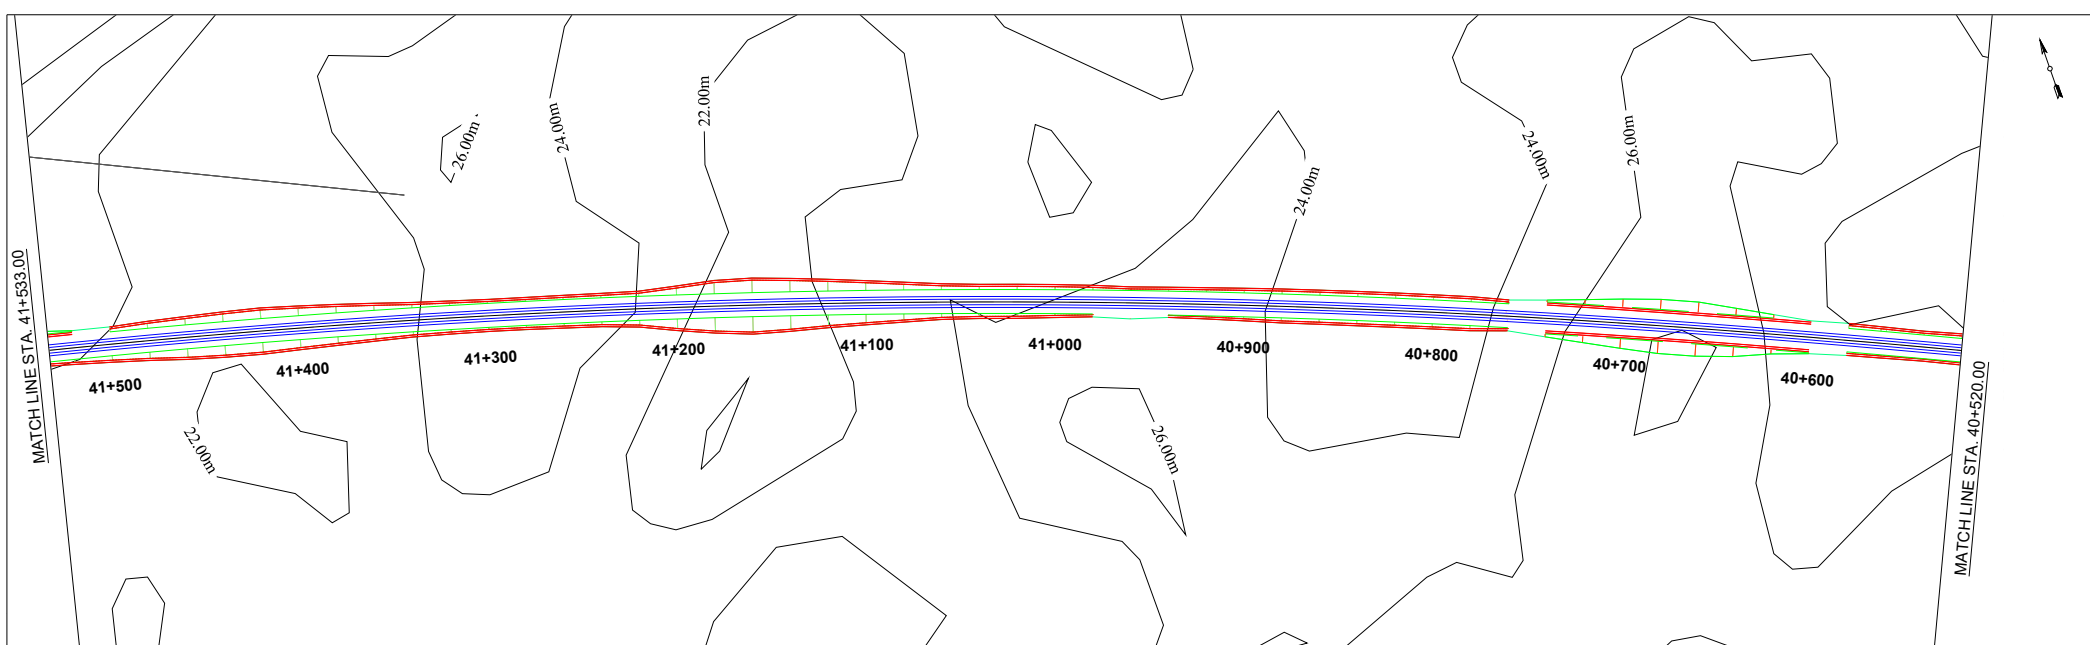 22.00m
24.00m
26.00m
24.00m
26.00m
24.00m
MATCH LINE STA. 41+533.00
41+500
41+400
41+300
41+200
41+100
41+000
40+900
40+800
40+700
40+600
MATCH LINE STA. 40+520.00
22.00m
26.00m